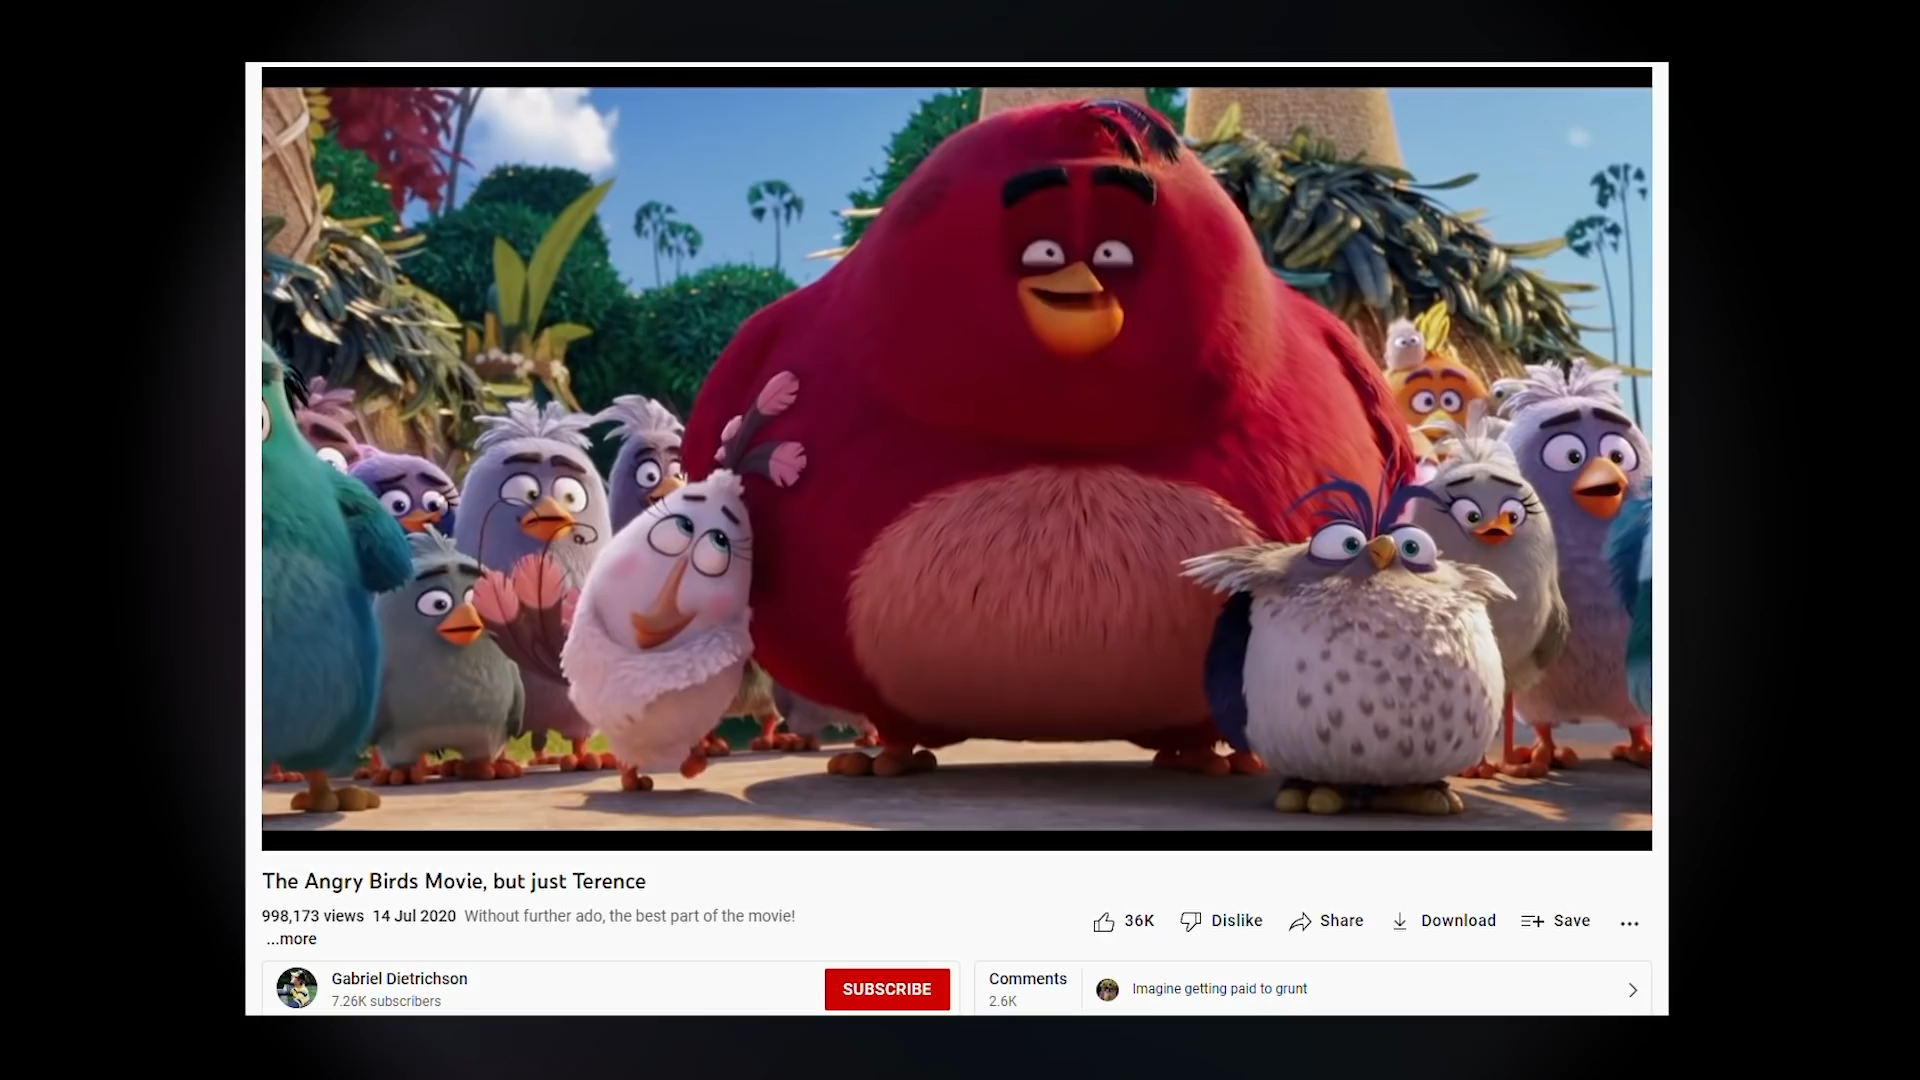 The Angry Birds Movie, but just Terence
998,173 views 14 Jul 2020 Without further ado, the best part of the movie!
...more
36K Dislike Share Download Save
Gabriel Dietrichson
7.26K subscribers
SUBSCRIBE
Comments
2.6K
Imagine getting paid to grunt